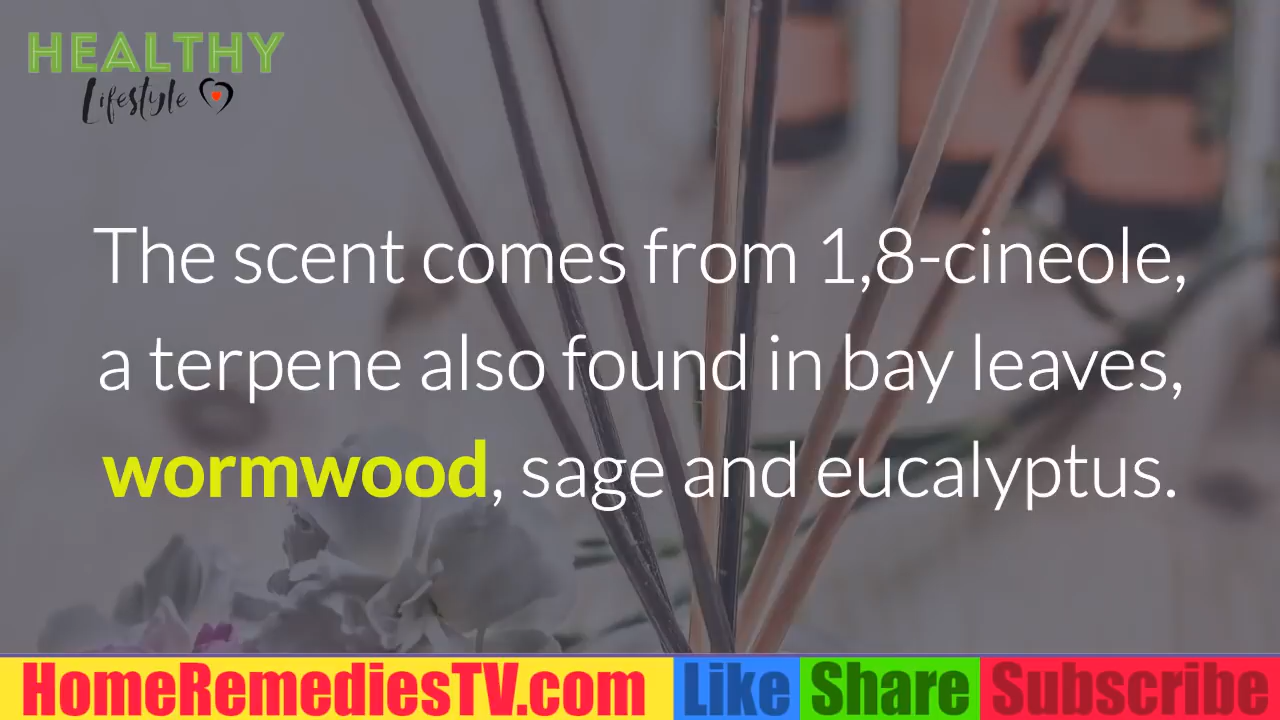 HEALTHY
Lifestyle
The scent comes from 1,8-cineole,
a terpene also found in bay leaves,
wormwood, sage and eucalyptus.
HomeRemediesTV.com Like Share Subscribe